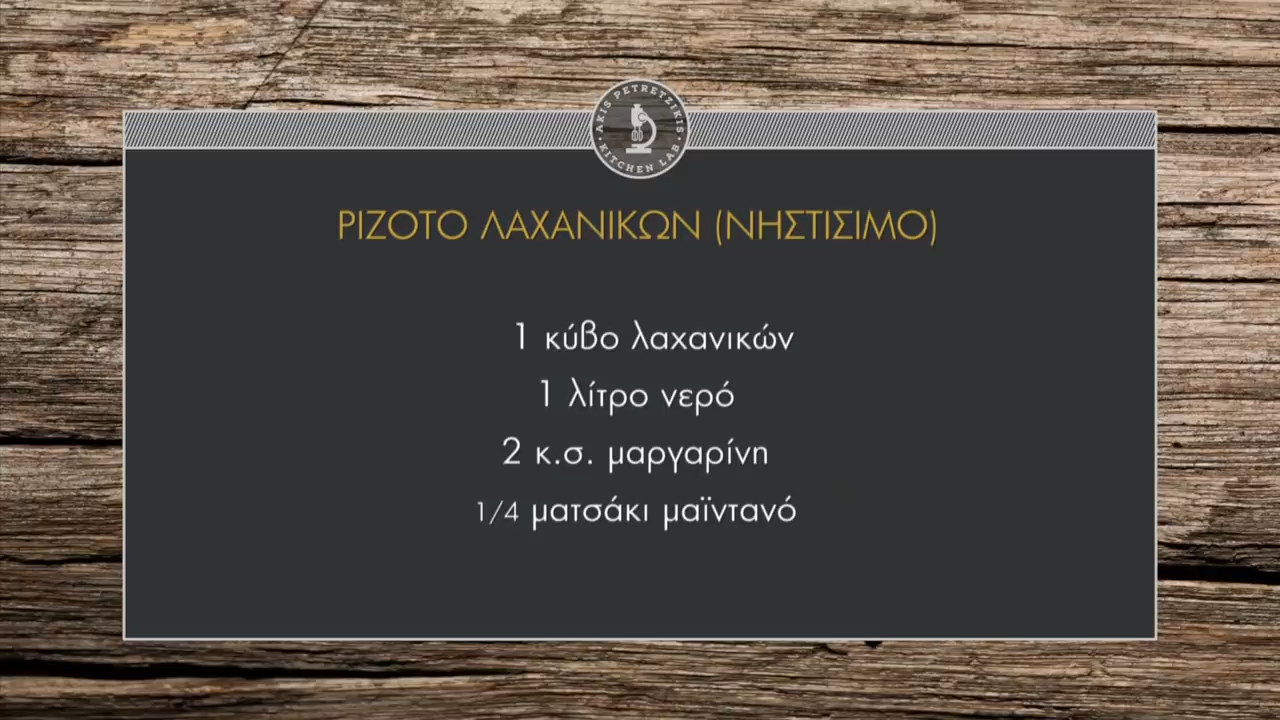 AKIS PETRETZIKIS
KITCHEN LAB
ΡΙΖΟΤΟ ΛΑΧΑΝΙΚΩΝ (ΝΗΣΤΙΣΙΜΟ)
1 κύβο λαχανικών
1 λίτρο νερό
2 κ.σ. μαργαρίνη
1/4 ματσάκι μαϊντανό